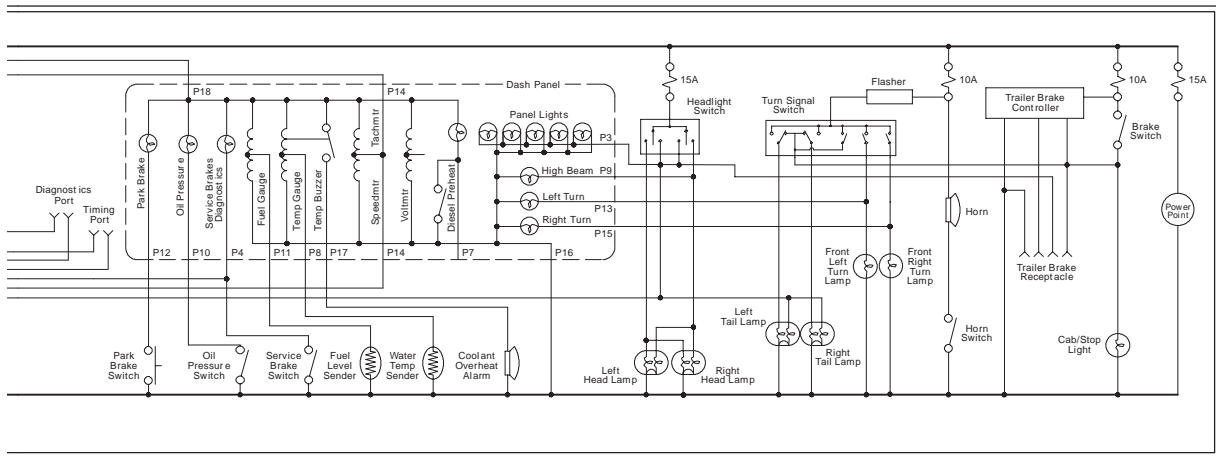 15A
10A
10A
15A
Dash Panel
Flasher
P18
P14
Headlight
Switch
Turn Signal
Switch
Trailer Brake
Controller
Brake
Switch
Panel Lights
P3
Park Brake
Oil Pressure
Service Brakes
Diagnostics
Fuel Gauge
Temp Gauge
Temp Buzzer
Tachmtr
Speedmtr
Voltmtr
Diesel Preheat
High Beam
P9
Left Turn
P13
Right Turn
P15
Diagnostics
Port
Timing
Port
Horn
Power
Point
P12
P10
P4
P11
P8
P17
P14
P7
P16
Front
Left
Turn
Lamp
Front
Right
Turn
Lamp
Trailer Brake
Receptacle
Left
Tail Lamp
Right
Tail Lamp
Horn
Switch
Cab/Stop
Light
Park
Brake
Switch
Oil
Pressure
Switch
Service
Brake
Switch
Fuel
Level
Sender
Water
Temp
Sender
Coolant
Overheat
Alarm
Left
Head Lamp
Right
Head Lamp